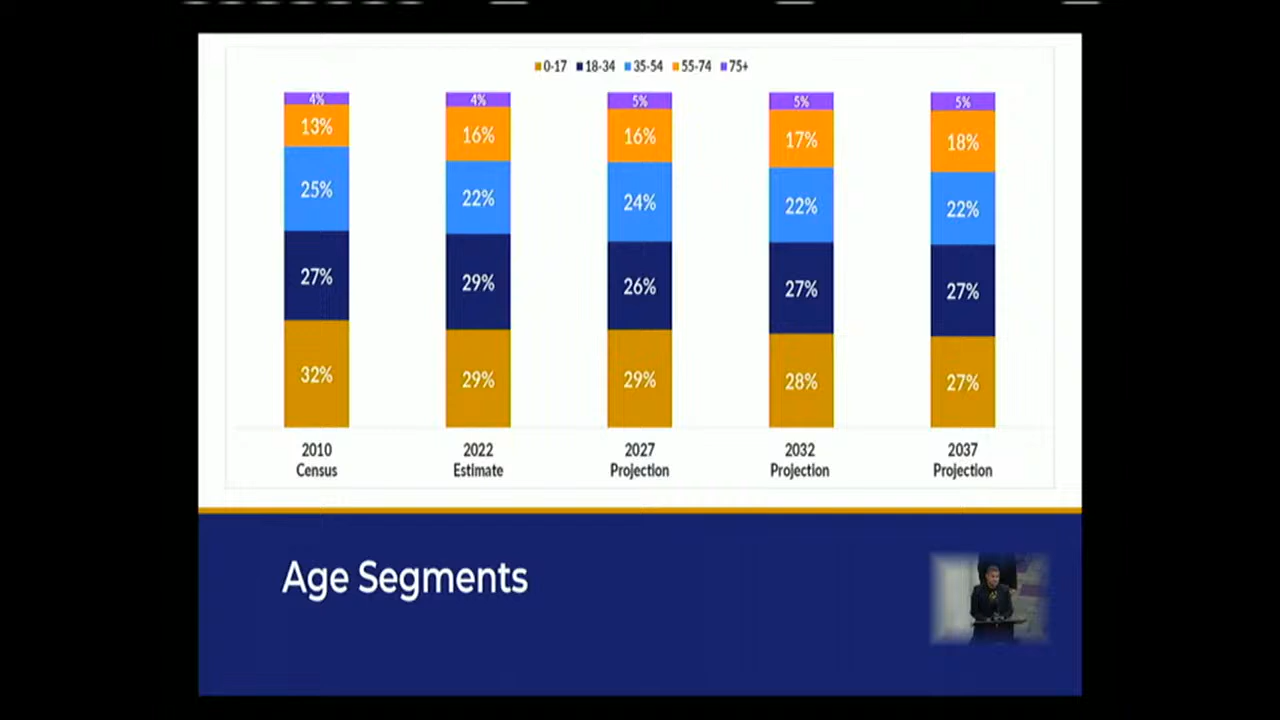 0-17 18-34 35-54 55-74 75+
4% 4% 5% 5% 5%
13% 16% 16% 17% 18%
25% 22% 24% 22% 22%
27% 29% 26% 27% 27%
32% 29% 29% 28% 27%
2010 2022 2027 2032 2037
Census Estimate Projection Projection Projection
Age Segments